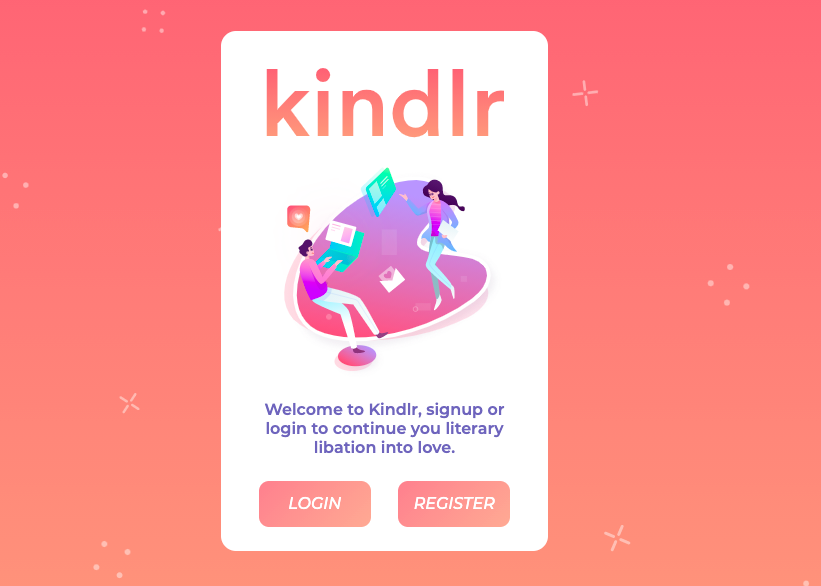 kindlr
Welcome to Kindlr, signup or
login to continue you literary
libation into love.
LOGIN
REGISTER